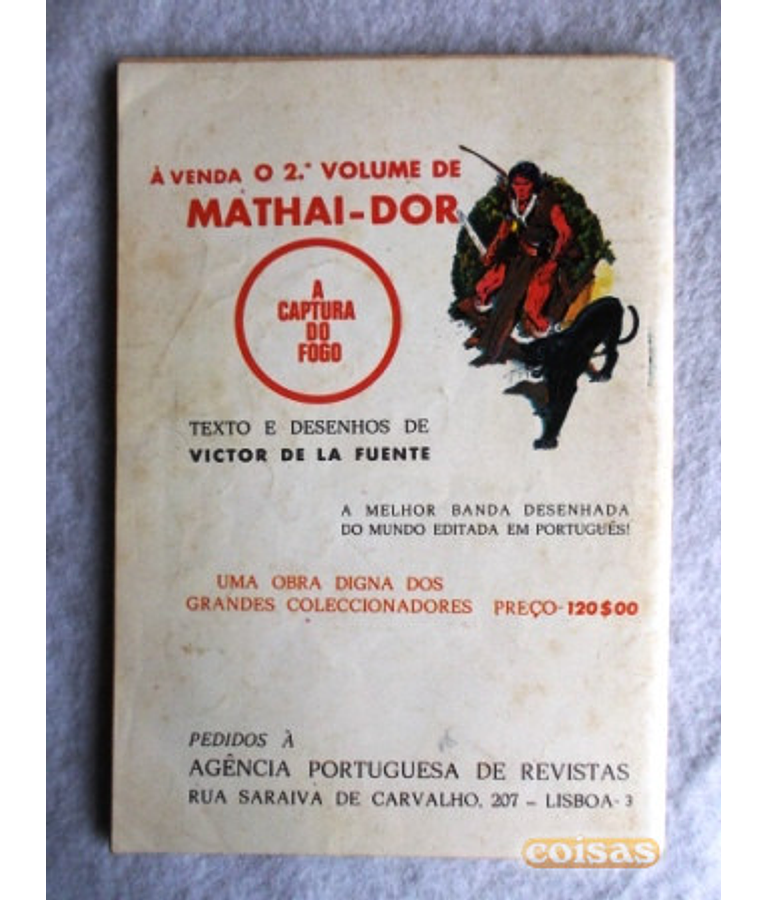 À VENDA O 2.º VOLUME DE
MATHAI-DOR
A
CAPTURA
DO
FOGO
TEXTO E DESENHOS DE
VICTOR DE LA FUENTE
A MELHOR BANDA DESENHADA
DO MUNDO EDITADA EM PORTUGUÊS!
UMA OBRA DIGNA DOS
GRANDES COLECCIONADORES PREÇO-120$00
PEDIDOS À
AGÊNCIA PORTUGUESA DE REVISTAS
RUA SARAIVA DE CARVALHO, 207 – LISBOA-3
coisas